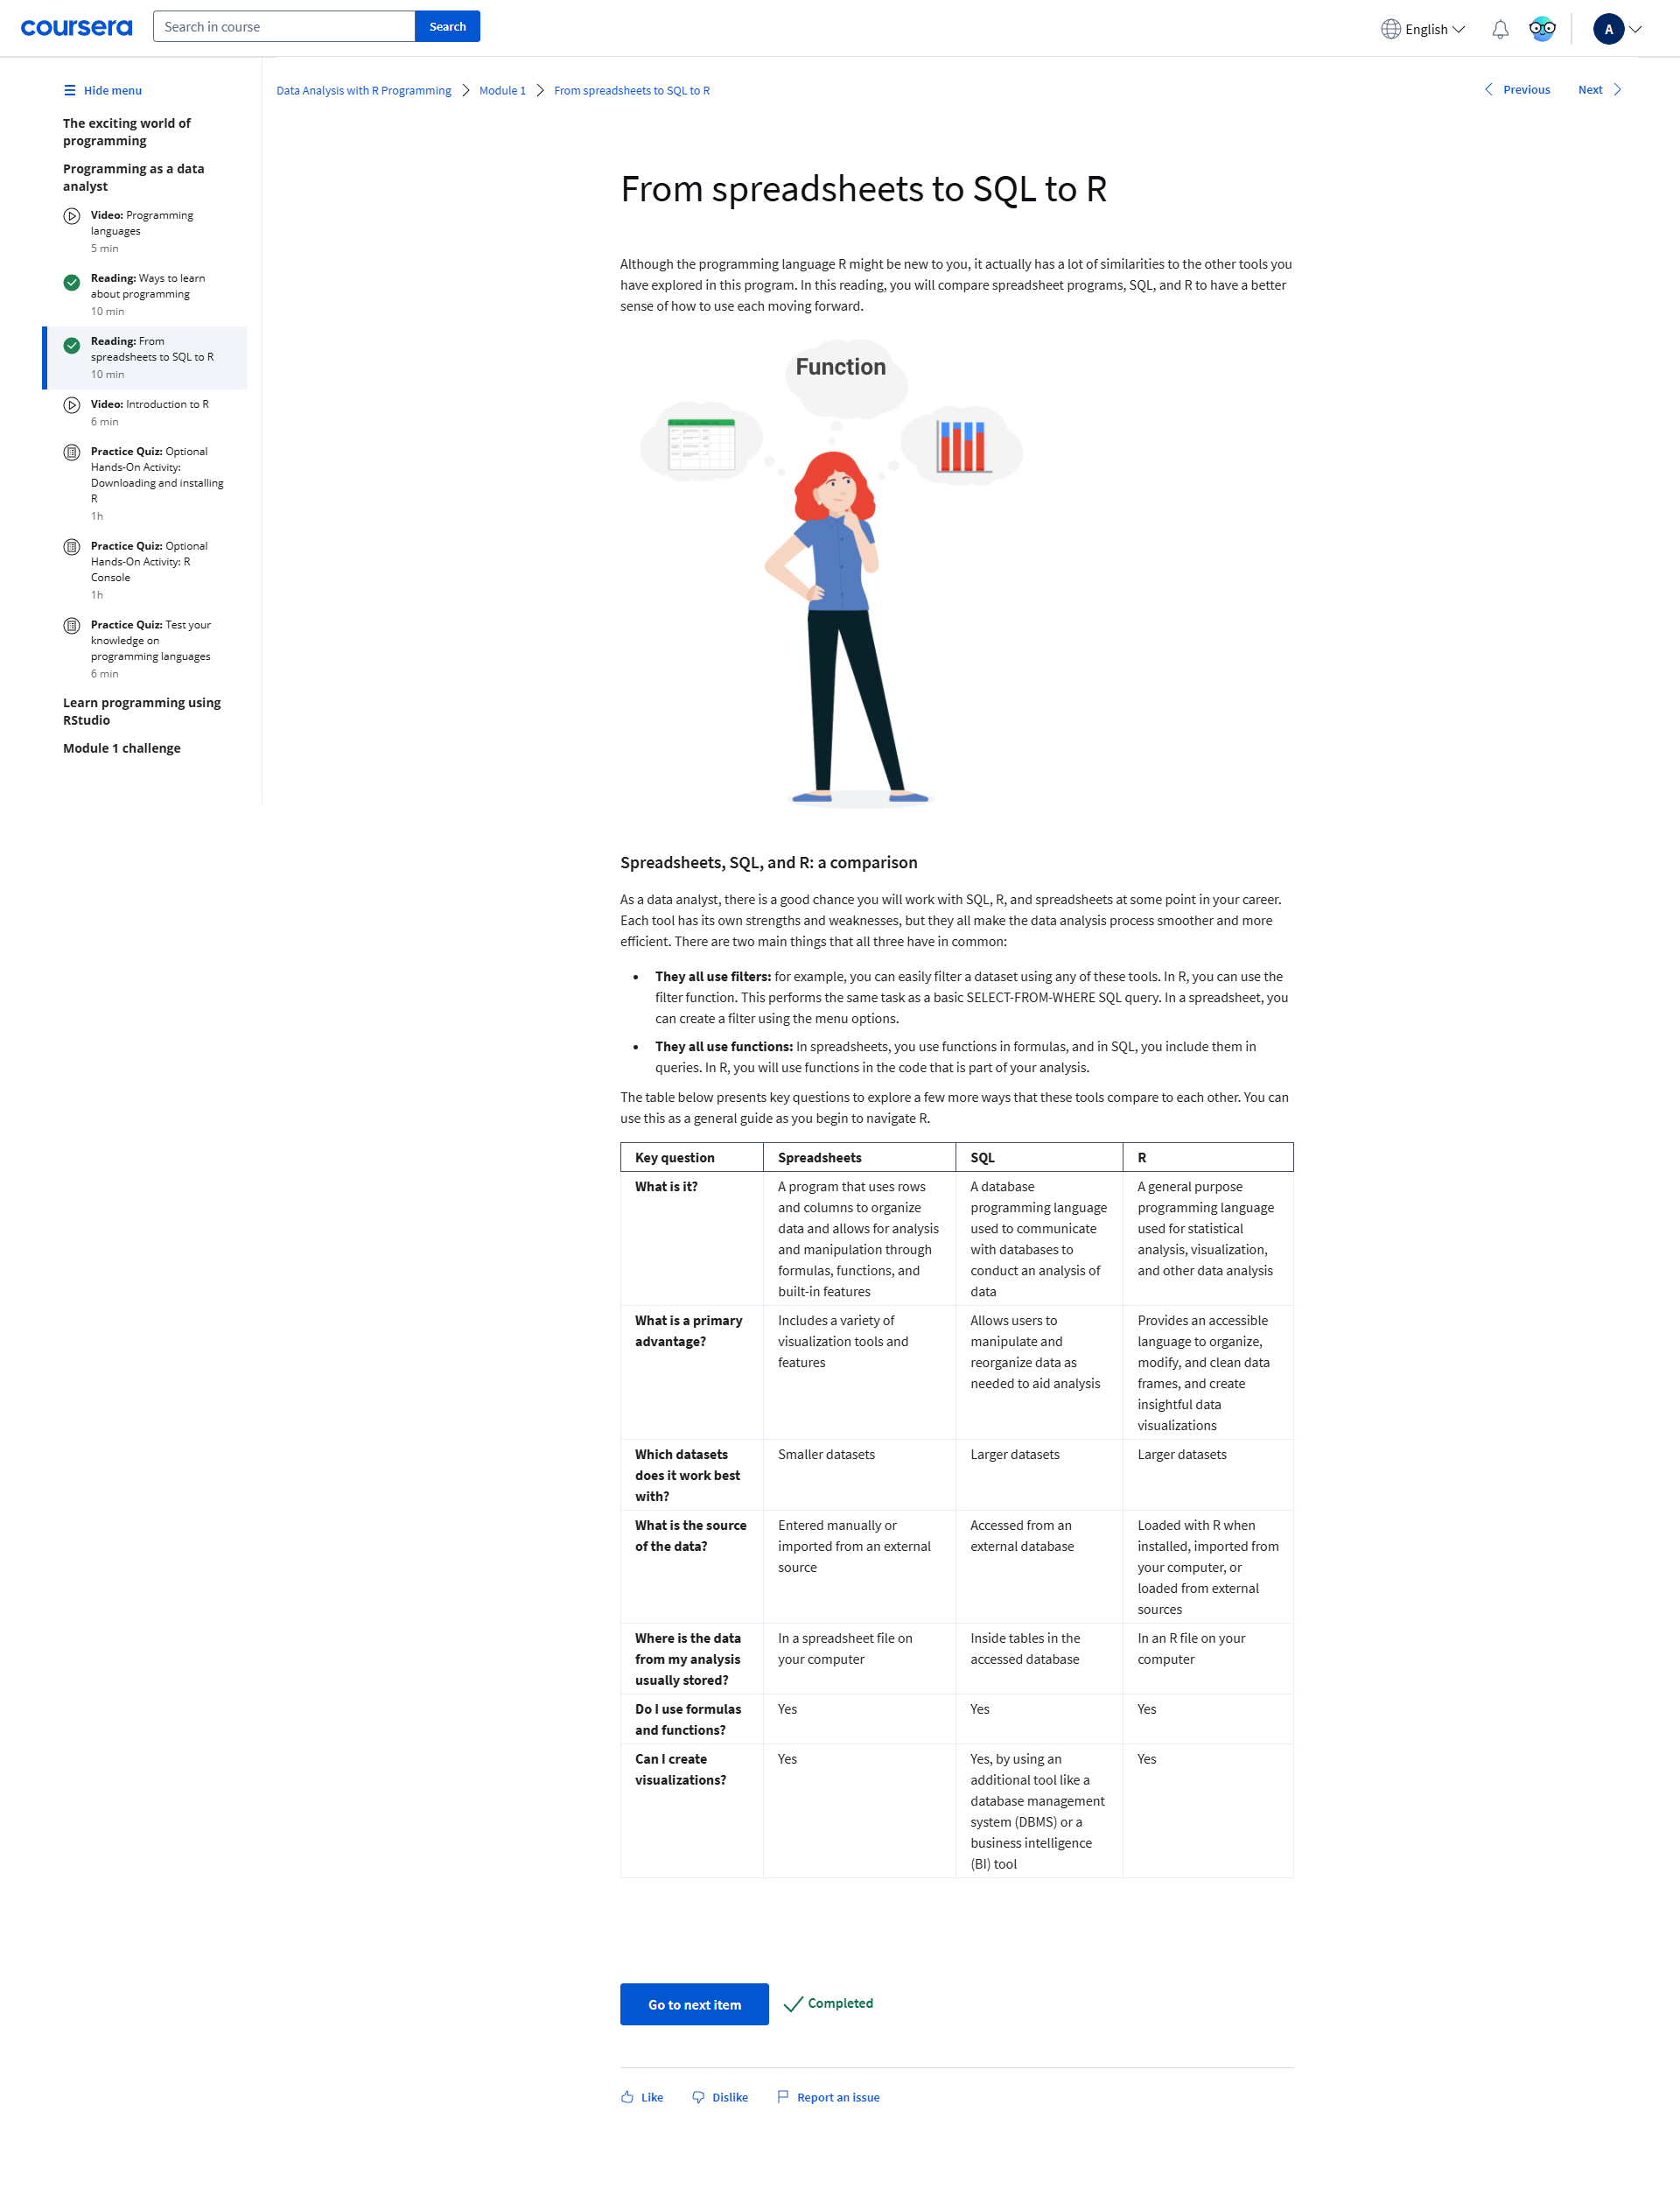 coursera
Search in course
Search
English
A
Hide menu
The exciting world of
programming
Programming as a data
analyst
Video: Programming
languages
5 min
Reading: Ways to learn
about programming
10 min
Reading: From
spreadsheets to SQL to R
10 min
Video: Introduction to R
6 min
Practice Quiz: Optional
Hands-On Activity:
Downloading and installing
R
1h
Practice Quiz: Optional
Hands-On Activity: R
Console
1h
Practice Quiz: Test your
knowledge on
programming languages
6 min
Learn programming using
RStudio
Module 1 challenge
Data Analysis with R Programming
Module 1
From spreadsheets to SQL to R
Previous
Next
From spreadsheets to SQL to R
Although the programming language R might be new to you, it actually has a lot of similarities to the other tools you
have explored in this program. In this reading, you will compare spreadsheet programs, SQL, and R to have a better
sense of how to use each moving forward.
Function
Spreadsheets, SQL, and R: a comparison
As a data analyst, there is a good chance you will work with SQL, R, and spreadsheets at some point in your career.
Each tool has its own strengths and weaknesses, but they all make the data analysis process smoother and more
efficient. There are two main things that all three have in common:
• They all use filters: for example, you can easily filter a dataset using any of these tools. In R, you can use the
filter function. This performs the same task as a basic SELECT-FROM-WHERE SQL query. In a spreadsheet, you
can create a filter using the menu options.
• They all use functions: In spreadsheets, you use functions in formulas, and in SQL, you include them in
queries. In R, you will use functions in the code that is part of your analysis.
The table below presents key questions to explore a few more ways that these tools compare to each other. You can
use this as a general guide as you begin to navigate R.
Key question
Spreadsheets
SQL
R
What is it?
A program that uses rows
and columns to organize
data and allows for analysis
and manipulation through
formulas, functions, and
built-in features
A database
programming language
used to communicate
with databases to
conduct an analysis of
data
A general purpose
programming language
used for statistical
analysis, visualization,
and other data analysis
What is a primary
advantage?
Includes a variety of
visualization tools and
features
Allows users to
manipulate and
reorganize data as
needed to aid analysis
Provides an accessible
language to organize,
modify, and clean data
frames, and create
insightful data
visualizations
Which datasets
does it work best
with?
Smaller datasets
Larger datasets
Larger datasets
What is the source
of the data?
Entered manually or
imported from an external
source
Accessed from an
external database
Loaded with R when
installed, imported from
your computer, or
loaded from external
sources
Where is the data
from my analysis
usually stored?
In a spreadsheet file on
your computer
Inside tables in the
accessed database
In an R file on your
computer
Do I use formulas
and functions?
Yes
Yes
Yes
Can I create
visualizations?
Yes
Yes, by using an
additional tool like a
database management
system (DBMS) or a
business intelligence
(BI) tool
Yes
Go to next item
Completed
Like
Dislike
Report an issue